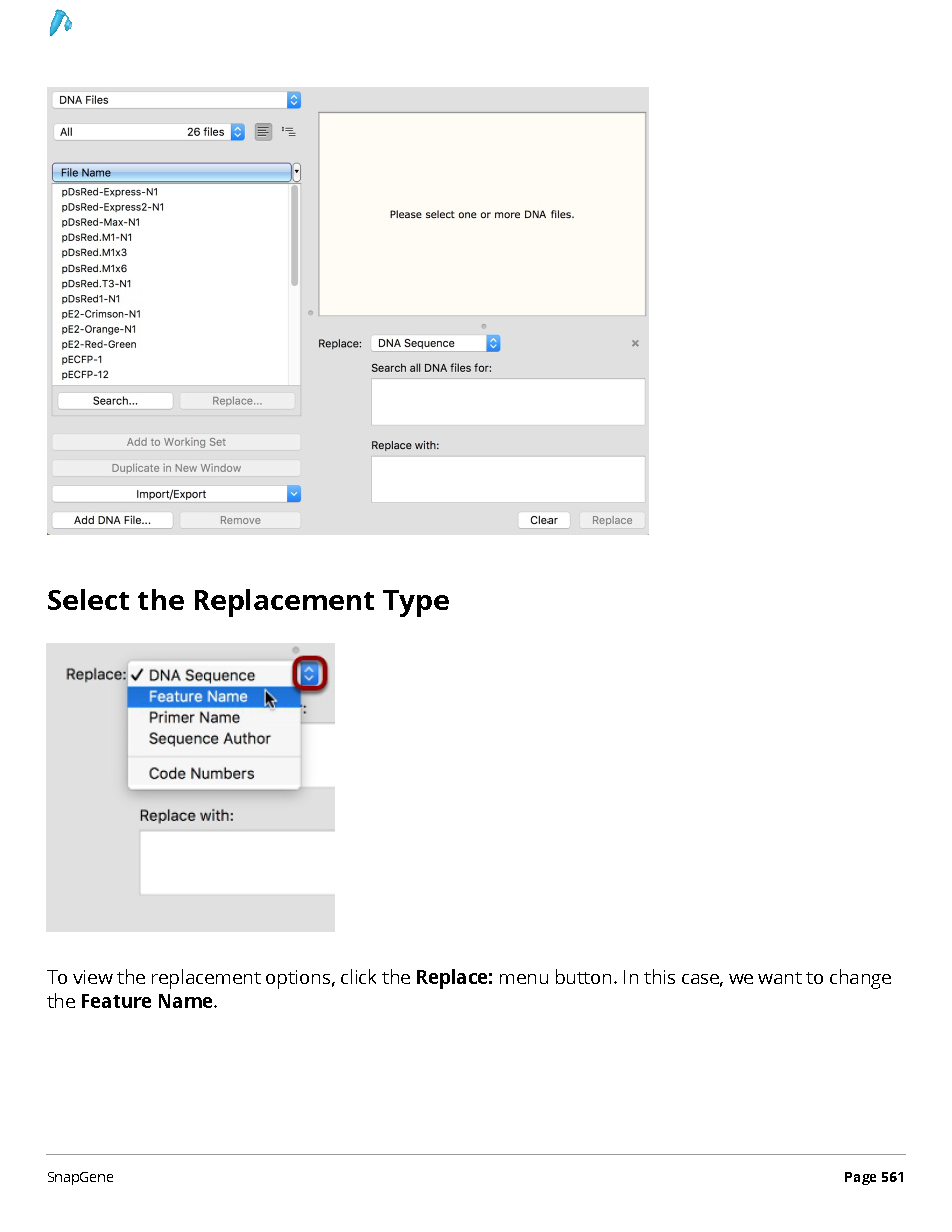 DNA Files
All 26 files
File Name
pDsRed-Express-N1
pDsRed-Express2-N1
pDsRed-Max-N1
pDsRed.M1-N1
pDsRed.M1x3
pDsRed.M1x6
pDsRed.T3-N1
pDsRed1-N1
pE2-Crimson-N1
pE2-Orange-N1
pE2-Red-Green
pECFP-1
pECFP-12
Search... Replace...
Add to Working Set
Duplicate in New Window
Import/Export
Add DNA File... Remove
Please select one or more DNA files.
Replace: DNA Sequence
Search all DNA files for:
Replace with:
Clear Replace
Select the Replacement Type
Replace: ✓ DNA Sequence
Feature Name
Primer Name
Sequence Author
Code Numbers
Replace with:
To view the replacement options, click the Replace: menu button. In this case, we want to change
the Feature Name.
SnapGene Page 561